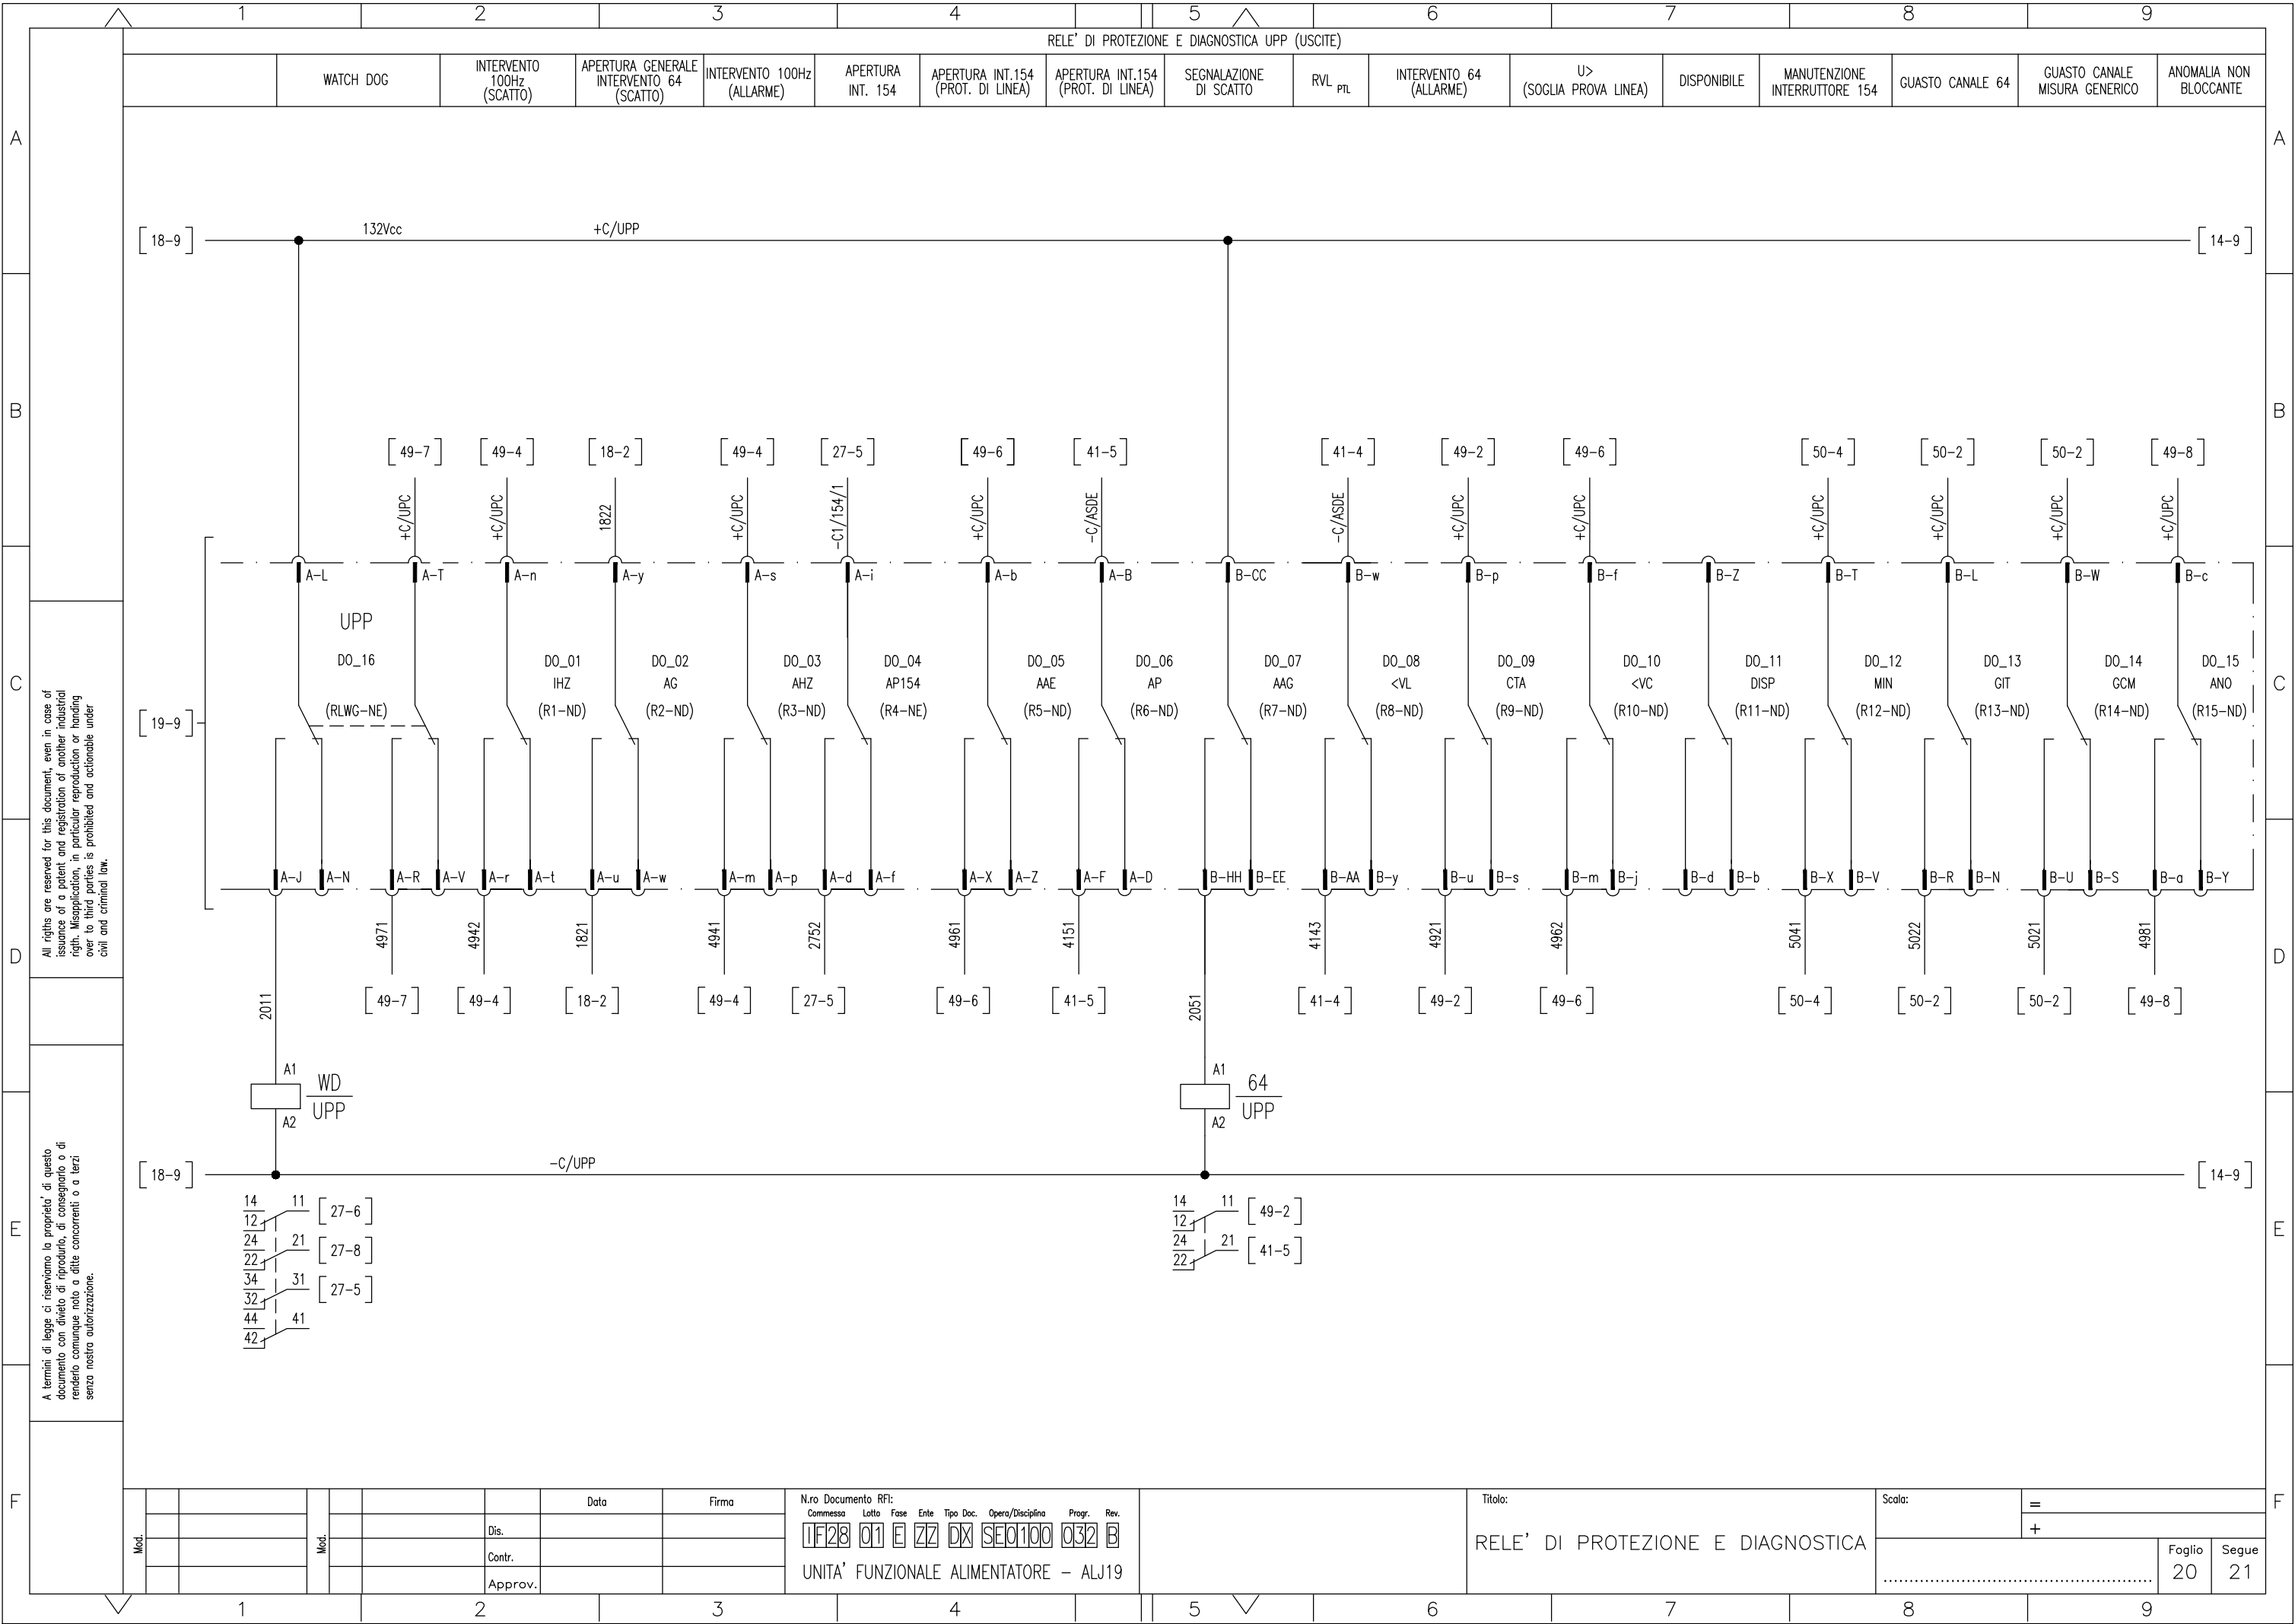 1 2 3 4 5 6 7 8 9
RELE' DI PROTEZIONE E DIAGNOSTICA UPP (USCITE)
WATCH DOG
INTERVENTO
100Hz
(SCATTO)
APERTURA GENERALE
INTERVENTO 64
(SCATTO)
INTERVENTO 100Hz
(ALLARME)
APERTURA
INT. 154
APERTURA INT.154
(PROT. DI LINEA)
APERTURA INT.154
(PROT. DI LINEA)
SEGNALAZIONE
DI SCATTO
RVL PTL
INTERVENTO 64
(ALLARME)
U>
(SOGLIA PROVA LINEA)
DISPONIBILE
MANUTENZIONE
INTERRUTTORE 154
GUASTO CANALE 64
GUASTO CANALE
MISURA GENERICO
ANOMALIA NON
BLOCCANTE
A A
18-9 132Vcc +C/UPP 14-9
B B
49-7 49-4 18-2 49-4 27-5 49-6 41-5 41-4 49-2 49-6 50-4 50-2 50-2 49-8
+C/UPC +C/UPC 1822 +C/UPC -C1/154/1 +C/UPC -C/ASDE -C/ASDE +C/UPC +C/UPC +C/UPC +C/UPC +C/UPC +C/UPC
A-L A-T A-n A-y A-s A-i A-b A-B B-CC B-w B-p B-f B-Z B-T B-L B-W B-c
UPP
DO_16 DO_01 DO_02 DO_03 DO_04 DO_05 DO_06 DO_07 DO_08 DO_09 DO_10 DO_11 DO_12 DO_13 DO_14 DO_15
C IHZ AG AHZ AP154 AAE AP AAG <VL CTA <VC DISP MIN GIT GCM ANO C
(RLWG-NE) (R1-ND) (R2-ND) (R3-ND) (R4-NE) (R5-ND) (R6-ND) (R7-ND) (R8-ND) (R9-ND) (R10-ND) (R11-ND) (R12-ND) (R13-ND) (R14-ND) (R15-ND)
19-9
A-J A-N A-R A-V A-r A-t A-u A-w A-m A-p A-d A-f A-X A-Z A-F A-D B-HH B-EE B-AA B-y B-u B-s B-m B-j B-d B-b B-X B-V B-R B-N B-U B-S B-a B-Y
4971 4942 1821 4941 2752 4961 4151 4143 4921 4962 5041 5022 5021 4981
D D
49-7 49-4 18-2 49-4 27-5 49-6 41-5 41-4 49-2 49-6 50-4 50-2 50-2 49-8
2011 2051
A1 WD
UPP
A2
A1 64
UPP
A2
18-9 -C/UPP 14-9
14 11 27-6
12
24 21 27-8
22
34 31 27-5
32
44 41
42
14 11 49-2
12
24 21 41-5
22
E E
All rigths are reserved for this document, even in case of
issuance of a patent and registration of another industrial
rigth. Misapplication, in particular reproduction or handing
over to third parties is prohibited and actionable under
civil and criminal law.
A termini di legge ci riserviamo la proprieta' di questo
documento con divieto di riprodurlo, di consegnarlo o di
renderlo comunque noto a ditte concorrenti o a terzi
senza nostra autorizzazione.
F F
Mod. Mod.
Data Firma
Dis.
Contr.
Approv.
N.ro Documento RFI:
Commessa Lotto Fase Ente Tipo Doc. Opera/Disciplina Progr. Rev.
IF28 01 E ZZ DX SE0100 032 B
UNITA' FUNZIONALE ALIMENTATORE - ALJ19
Titolo:
RELE' DI PROTEZIONE E DIAGNOSTICA
Scala:
=
+
Foglio
20
Segue
21
1 2 3 4 5 6 7 8 9